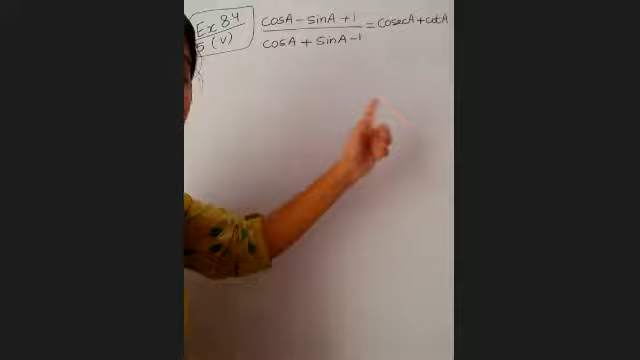 Ex 8.4
5 (v)
cosA - sinA + 1 = cosecA + cotA
cosA + sinA - 1